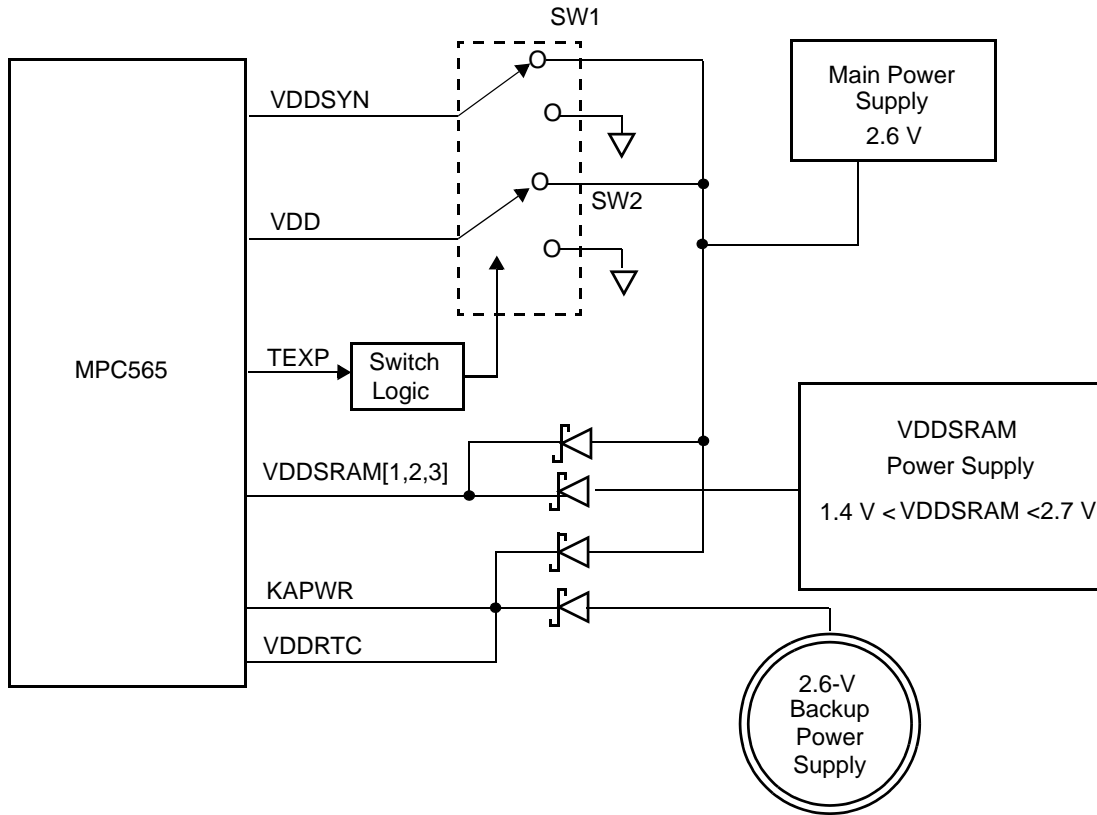 SW1
VDDSYN
Main Power
Supply
2.6 V
SW2
VDD
MPC565
TEXP
Switch
Logic
VDDSRAM
Power Supply
1.4 V < VDDSRAM <2.7 V
VDDSRAM[1,2,3]
KAPWR
VDDRTC
2.6-V
Backup
Power
Supply